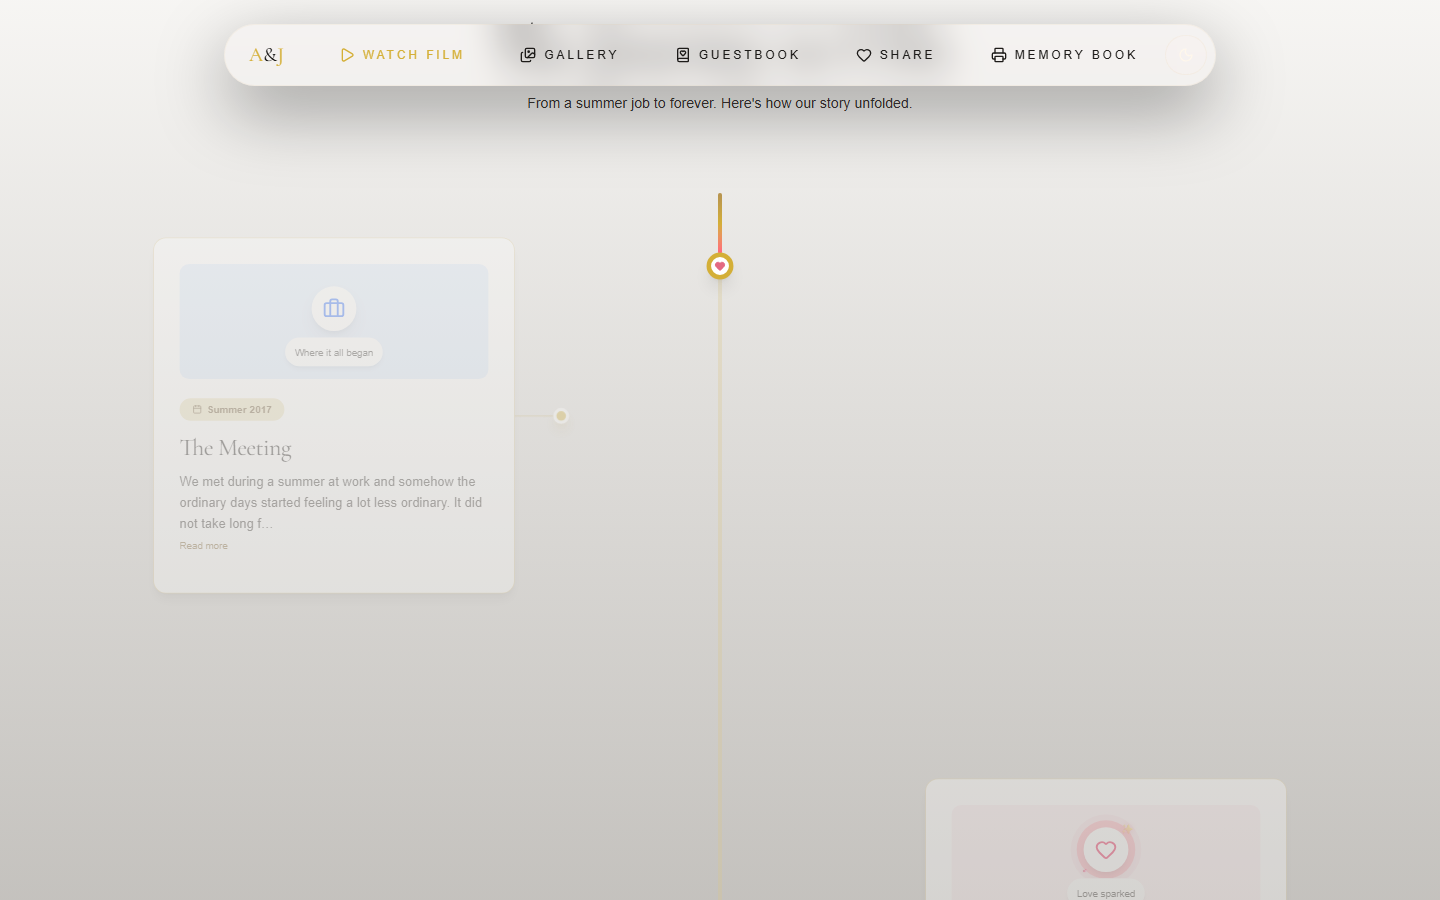 A&J
WATCH FILM
GALLERY
GUESTBOOK
SHARE
MEMORY BOOK
From a summer job to forever. Here's how our story unfolded.
Where it all began
Summer 2017
The Meeting
We met during a summer at work and somehow the
ordinary days started feeling a lot less ordinary. It did
not take long f...
Read more
Love sparked